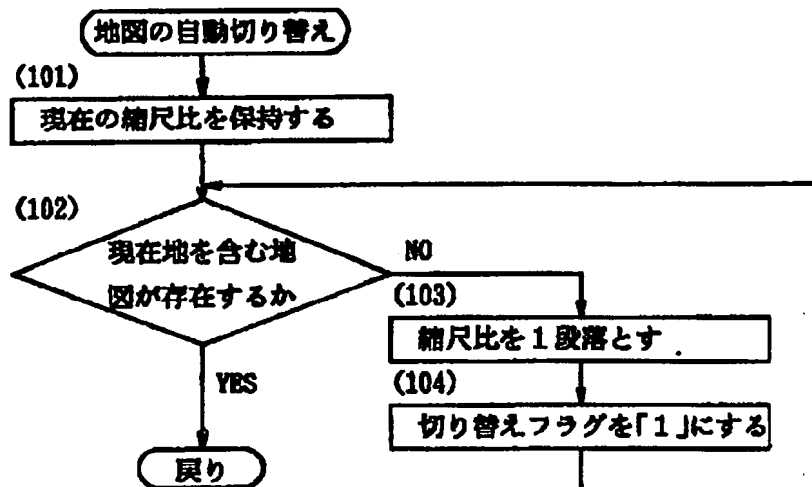 地図の自動切り替え
(101)
現在の縮尺比を保持する
(102)
現在地を含む地
図が存在するか
NO
(103)
縮尺比を1段落とす
(104)
YES
切り替えフラグを「1」にする
戻り